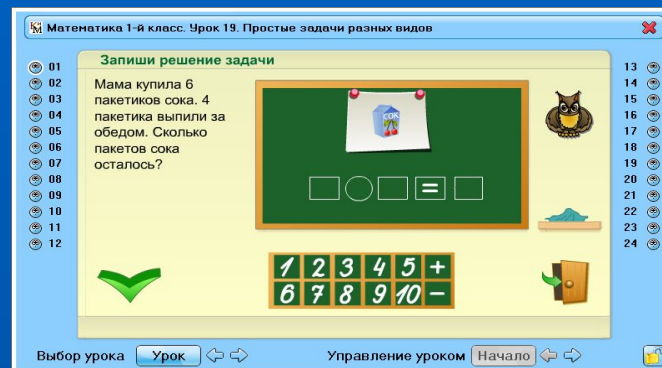 Математика 1-й класс. Урок 19. Простые задачи разных видов
01
02
03
04
05
06
07
08
09
10
11
12
Запиши решение задачи
Мама купила 6
пакетиков сока. 4
пакетика выпили за
обедом. Сколько
пакетов сока
осталось?
СОК
=
1 2 3 4 5 +
6 7 8 9 10 −
13
14
15
16
17
18
19
20
21
22
23
24
Выбор урока Урок Управление уроком Начало